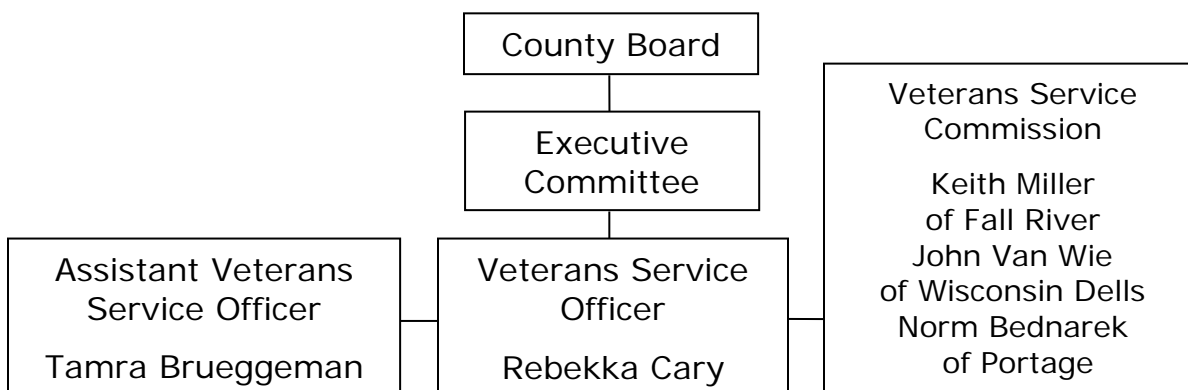 County Board
Executive
Committee
Veterans Service
Commission
Keith Miller
of Fall River
John Van Wie
of Wisconsin Dells
Norm Bednarek
of Portage
Assistant Veterans
Service Officer
Tamra Brueggeman
Veterans Service
Officer
Rebekka Cary